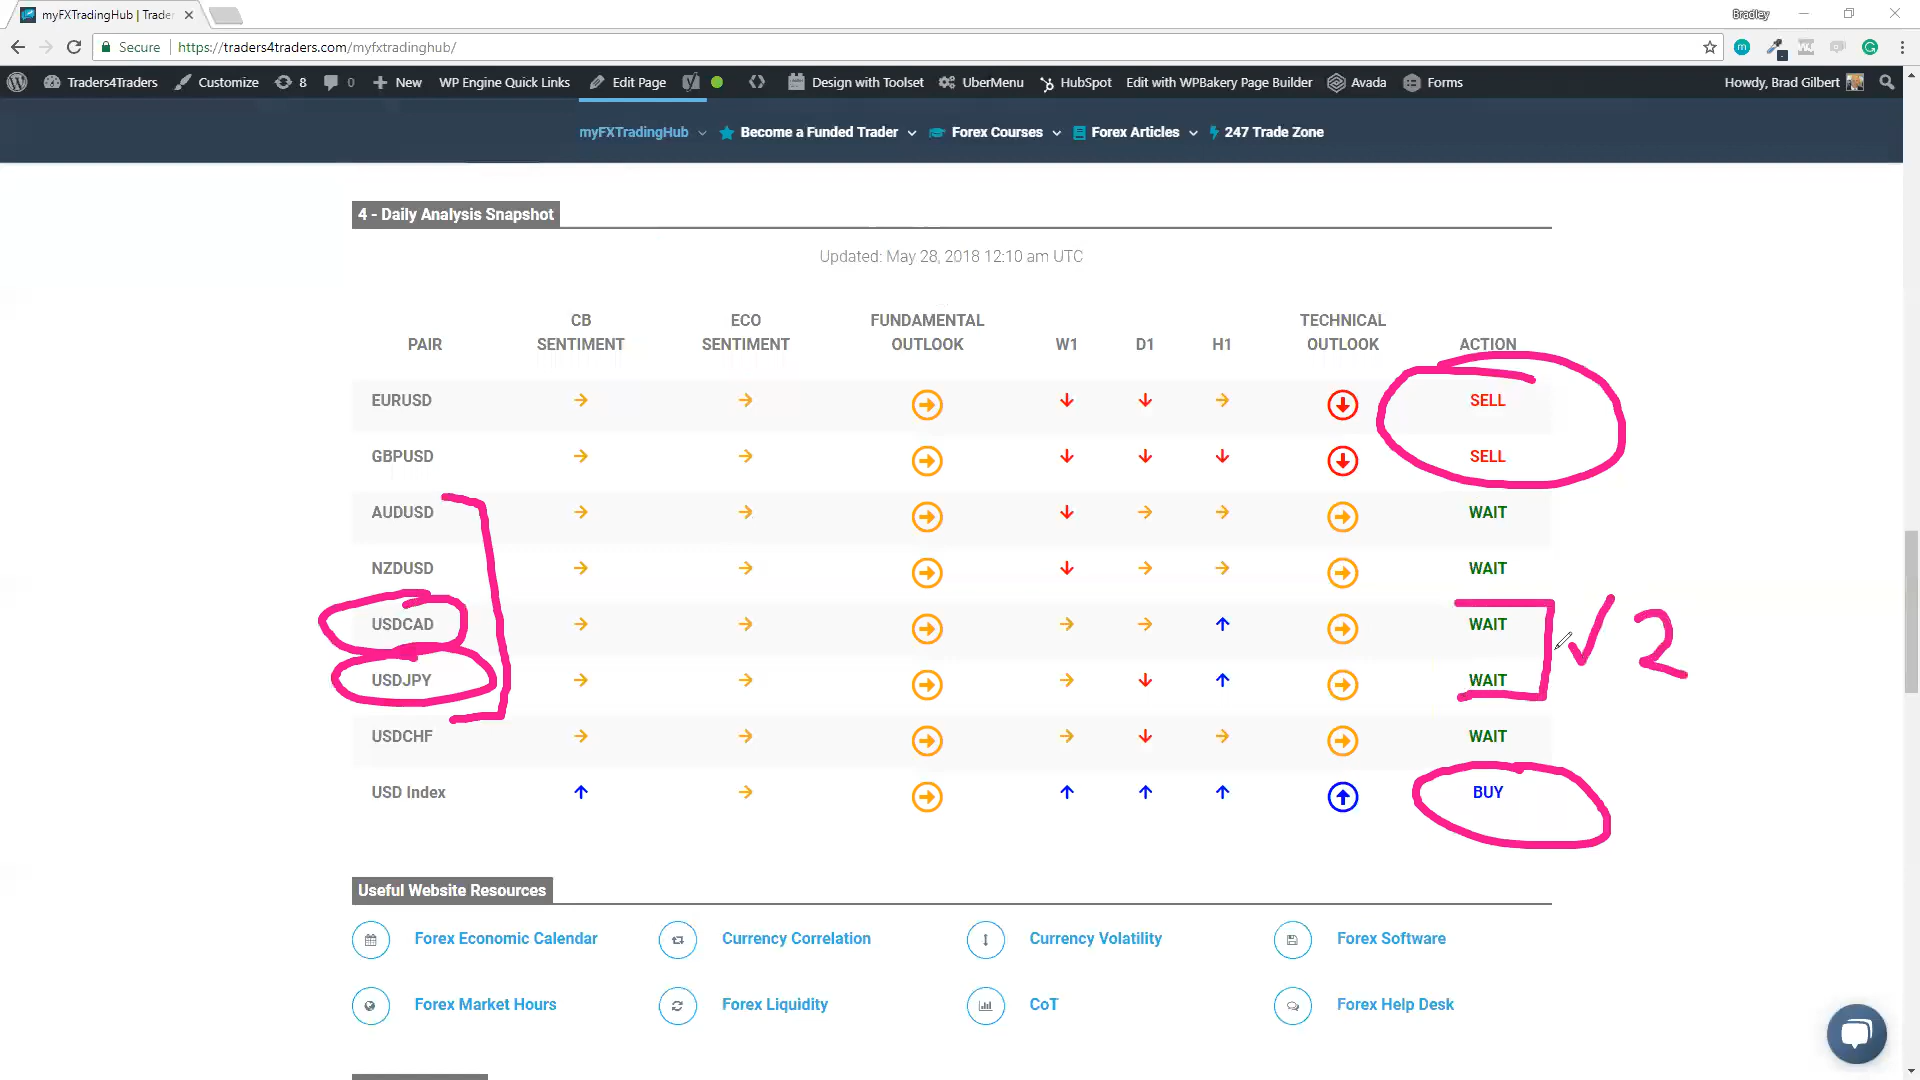 myFXTradingHub | Trade
Bradley
Secure | https://traders4traders.com/myfxtradinghub/
Traders4Traders Customize 8 0 New WP Engine Quick Links Edit Page Design with Toolset UberMenu HubSpot Edit with WPBakery Page Builder Avada Forms Howdy, Brad Gilbert
myFXTradingHub Become a Funded Trader Forex Courses Forex Articles 247 Trade Zone
4 - Daily Analysis Snapshot
Updated: May 28, 2018 12:10 am UTC
PAIR CB SENTIMENT ECO SENTIMENT FUNDAMENTAL OUTLOOK W1 D1 H1 TECHNICAL OUTLOOK ACTION
EURUSD → → → ↓ ↓ → ↓ SELL
GBPUSD → → → ↓ ↓ ↓ ↓ SELL
AUDUSD → → → ↓ → → → WAIT
NZDUSD → → → ↓ → → → WAIT
USDCAD → → → → → ↑ → WAIT ✓ 2
USDJPY → → → → ↓ ↑ → WAIT
USDCHF → → → → ↓ → → WAIT
USD Index ↑ → → ↑ ↑ ↑ ↑ BUY
Useful Website Resources
Forex Economic Calendar Currency Correlation Currency Volatility Forex Software
Forex Market Hours Forex Liquidity CoT Forex Help Desk